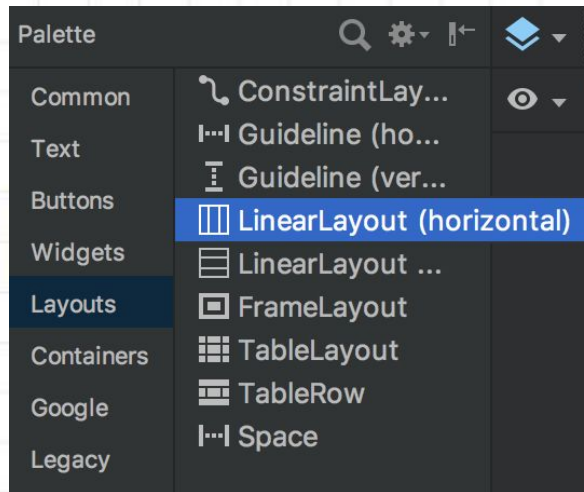 Palette
Common
Text
Buttons
Widgets
Layouts
Containers
Google
Legacy
ConstraintLay...
Guideline (ho...
Guideline (ver...
LinearLayout (horizontal)
LinearLayout ...
FrameLayout
TableLayout
TableRow
Space